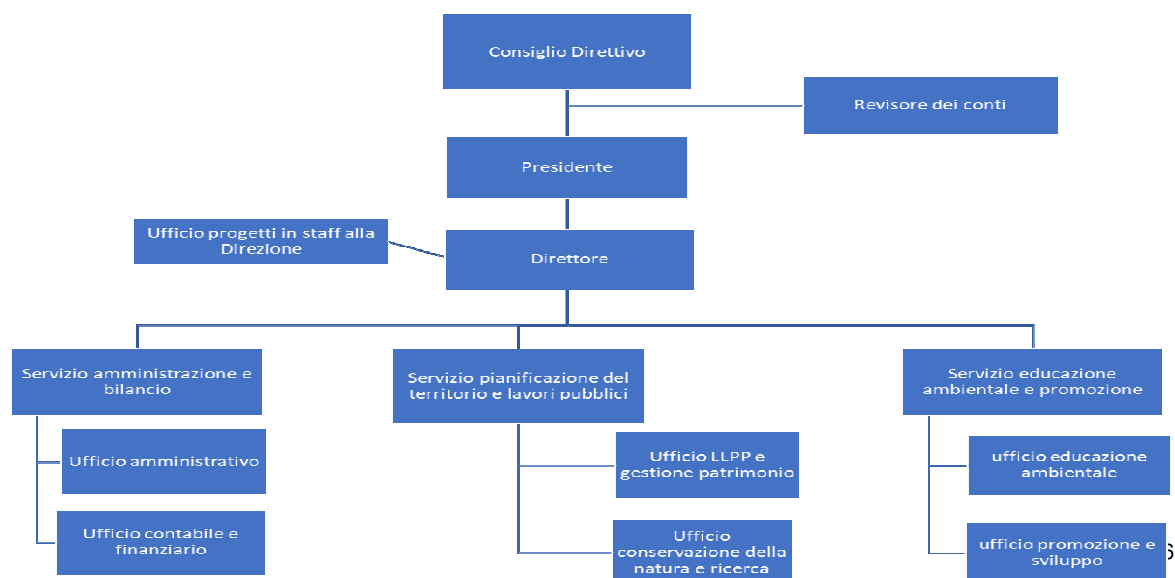 Consiglio Direttivo
Revisore dei conti
Presidente
Ufficio progetti in staff alla
Direzione
Direttore
Servizio amministrazione e
bilancio
Servizio pianificazione del
territorio e lavori pubblici
Servizio educazione
ambientale e promozione
Ufficio amministrativo
Ufficio LLPP e
gestione patrimonio
ufficio educazione
ambientale
Ufficio contabile e
finanziario
Ufficio
conservazione della
natura e ricerca
ufficio promozione e
sviluppo
6